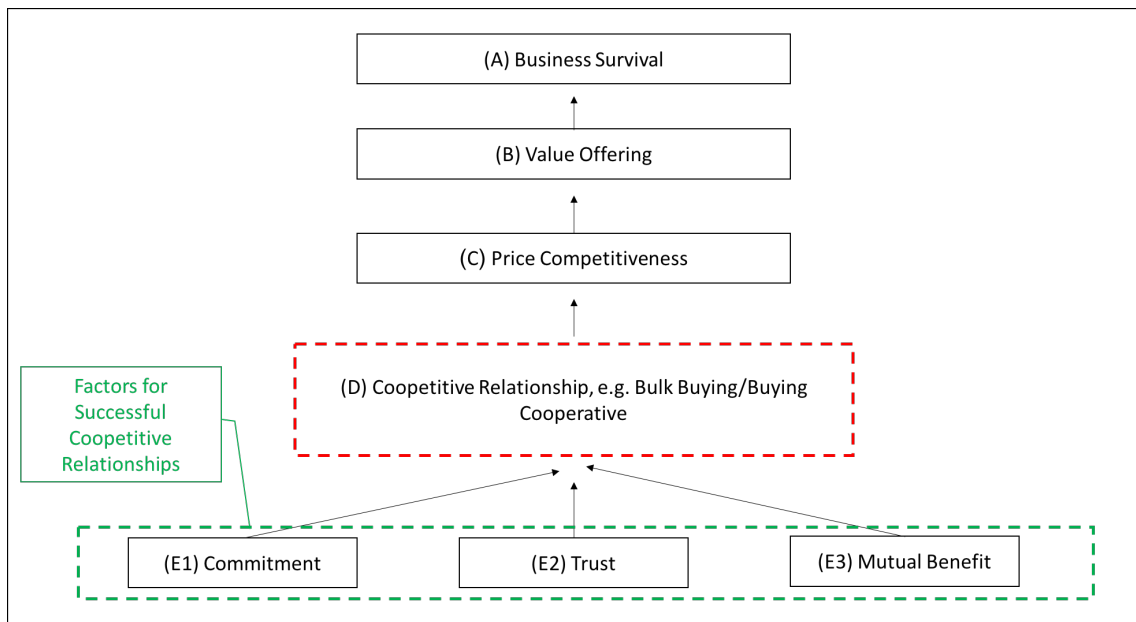 (A) Business Survival
(B) Value Offering
(C) Price Competitiveness
(D) Coopetitive Relationship, e.g. Bulk Buying/Buying
Cooperative
Factors for
Successful
Coopetitive
Relationships
(E1) Commitment
(E2) Trust
(E3) Mutual Benefit